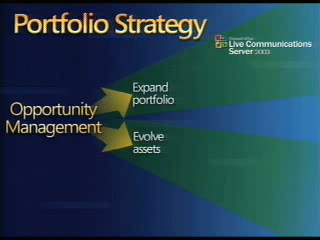 Portfolio Strategy
Microsoft Office
Live Communications
Server 2003
Expand
portfolio
Opportunity
Management
Evolve
assets